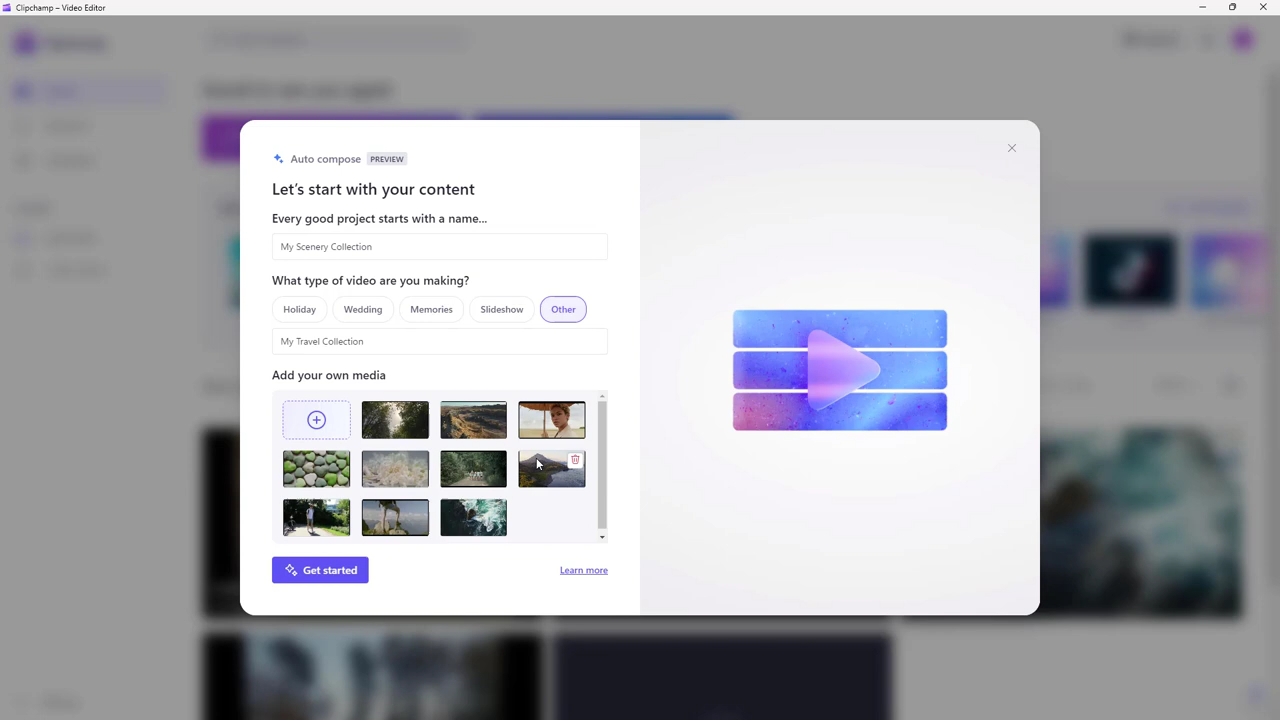 Clipchamp – Video Editor
Auto compose PREVIEW
Let's start with your content
Every good project starts with a name...
My Scenery Collection
What type of video are you making?
Holiday Wedding Memories Slideshow Other
My Travel Collection
Add your own media
Get started Learn more